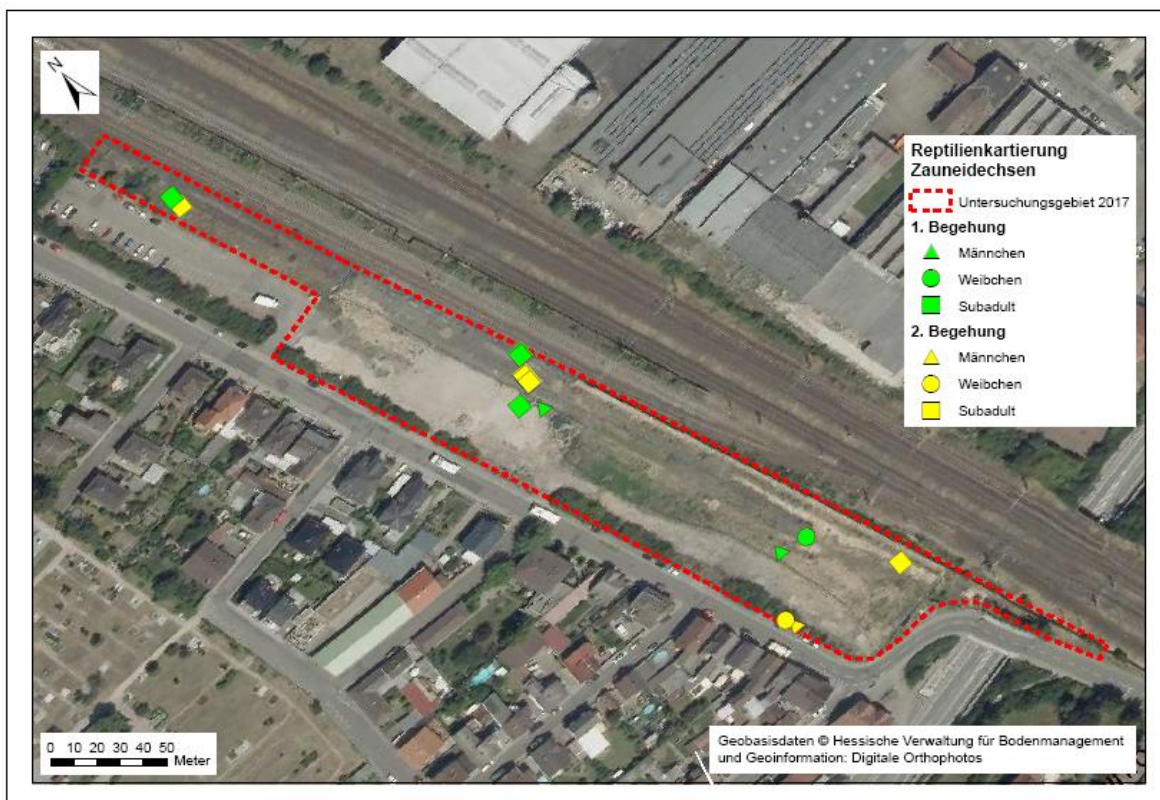 N
Reptilienkartierung
Zauneidechsen
Untersuchungsgebiet 2017
1. Begehung
Männchen
Weibchen
Subadult
2. Begehung
Männchen
Weibchen
Subadult
0 10 20 30 40 50
Meter
Geobasisdaten © Hessische Verwaltung für Bodenmanagement
und Geoinformation: Digitale Orthophotos